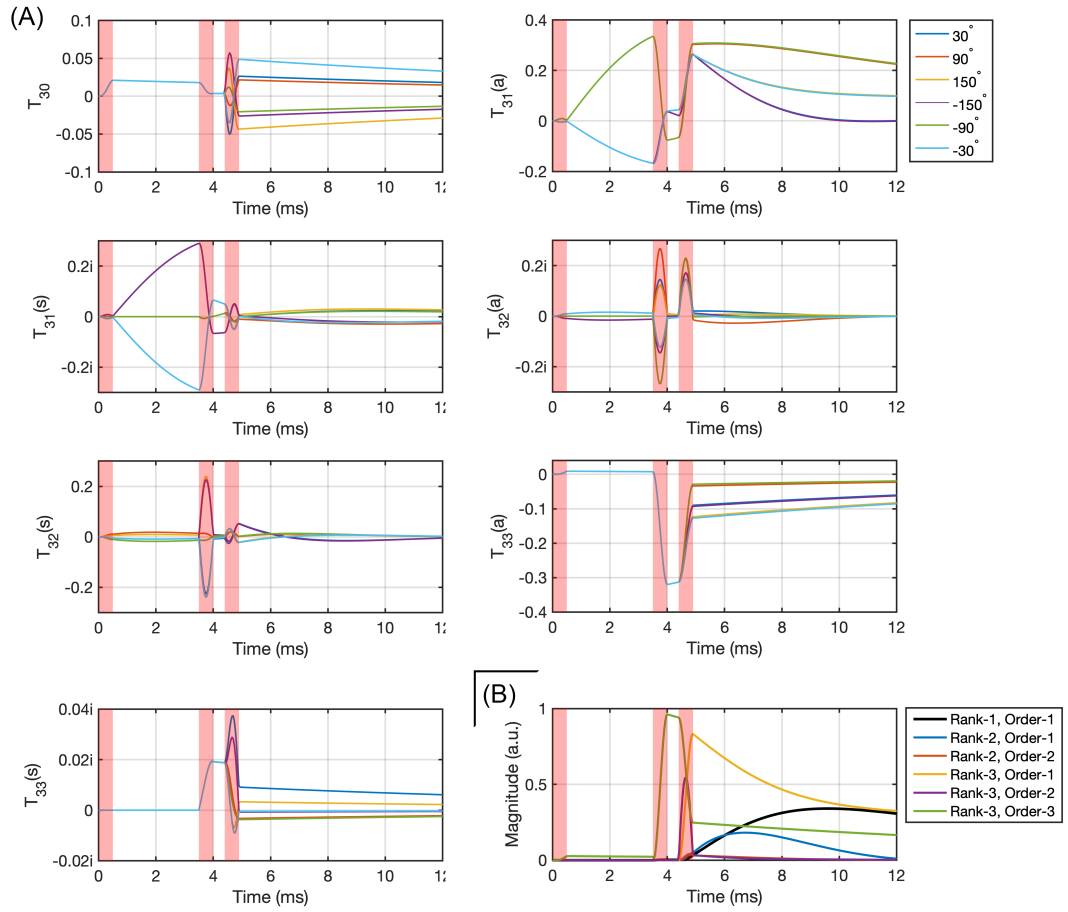 (A)
0.1
0.05
0
-0.05
-0.1
T30
0 2 4 6 8 10 12
Time (ms)
0.4
0.2
0
-0.2
T31(a)
0 2 4 6 8 10 12
Time (ms)
30°
90°
150°
-150°
-90°
-30°
0.2i
0
-0.2i
T31(s)
0 2 4 6 8 10 12
Time (ms)
0.2i
0
-0.2i
T32(a)
0 2 4 6 8 10 12
Time (ms)
0.2
0
-0.2
T32(s)
0 2 4 6 8 10 12
Time (ms)
0
-0.1
-0.2
-0.3
-0.4
T33(a)
0 2 4 6 8 10 12
Time (ms)
0.04i
0.02i
0
-0.02i
T33(s)
0 2 4 6 8 10 12
Time (ms)
(B)
1
0.5
0
Magnitude (a.u.)
0 2 4 6 8 10 12
Time (ms)
Rank-1, Order-1
Rank-2, Order-1
Rank-2, Order-2
Rank-3, Order-1
Rank-3, Order-2
Rank-3, Order-3